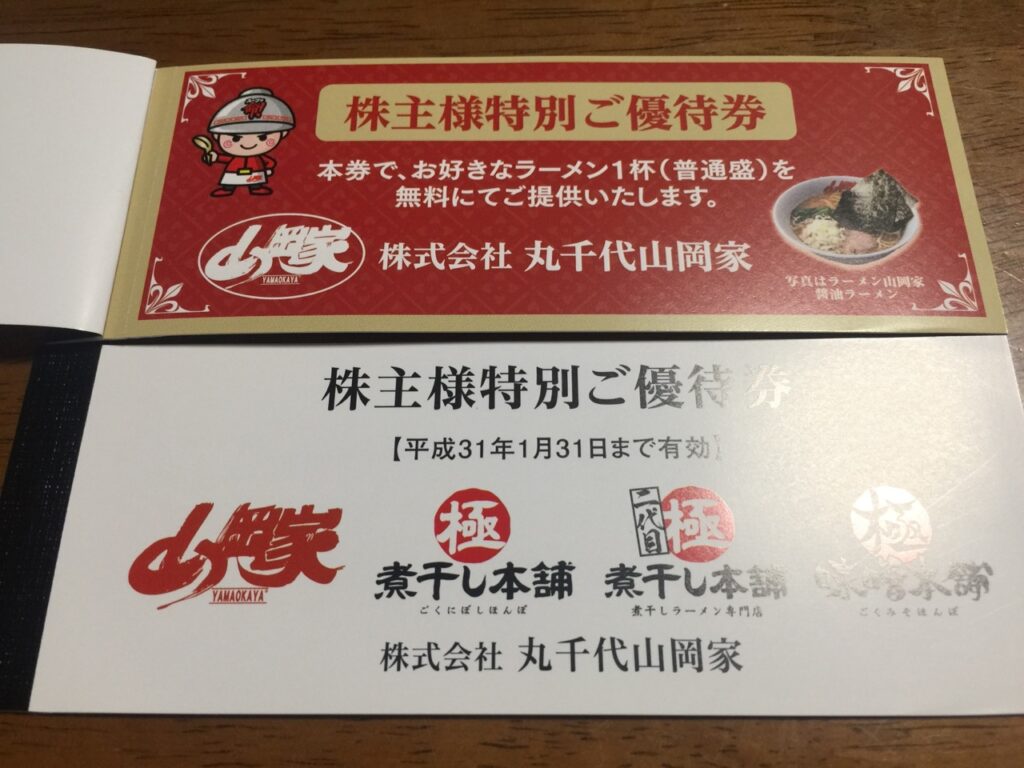 株主様特別ご優待券
本券で、お好きなラーメン1杯(普通盛)を
無料にてご提供いたします。
山岡家
YAMAOKAYA
株式会社 丸千代山岡家
写真はラーメン山岡家
醤油ラーメン
株主様特別ご優待券
【平成31年1月31日まで有効】
山岡家
YAMAOKAYA
極
煮干し本舗
ごくにぼしほんぽ
二代目
極
煮干し本舗
煮干しラーメン専門店
極
味噌本舗
ごくみそほんぽ
株式会社 丸千代山岡家